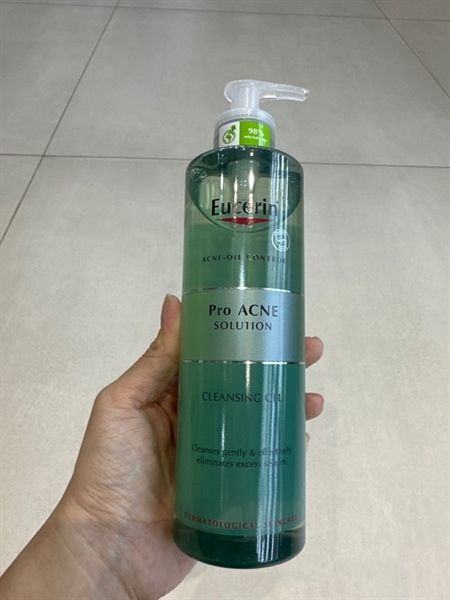 98%
Eucerin
ACNE-OIL CONTROL
Pro ACNE
SOLUTION
CLEANSING GEL
Cleanses gently & effectively
eliminates excess sebum
DERMATOLOGICAL SKINCARE